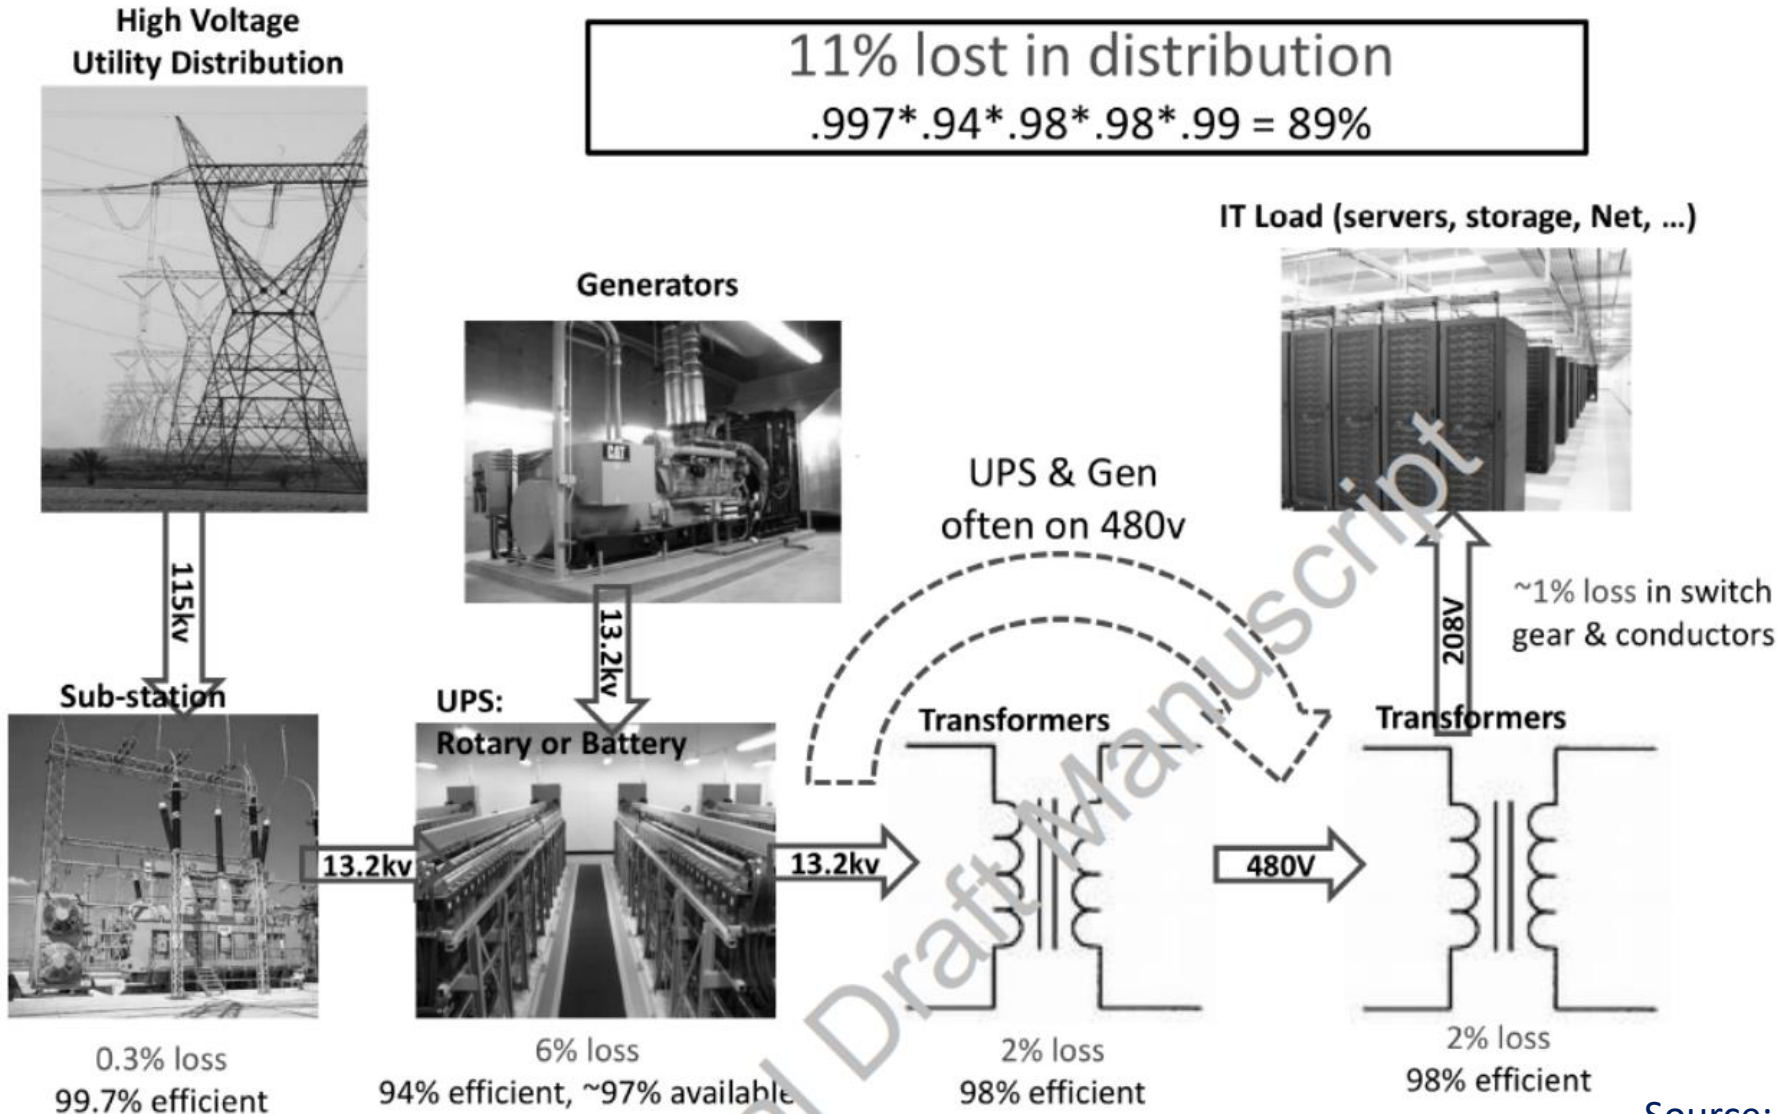 High Voltage
Utility Distribution
11% lost in distribution
.997*.94*.98*.98*.99 = 89%
IT Load (servers, storage, Net, ...)
Generators
CAT
UPS & Gen
often on 480v
115kv
13.2kv
208V
~1% loss in switch
gear & conductors
Sub-station
UPS:
Rotary or Battery
Transformers
Transformers
13.2kv
13.2kv
480V
0.3% loss
99.7% efficient
6% loss
94% efficient, ~97% available
2% loss
98% efficient
2% loss
98% efficient
l Draft Manuscript
Source: